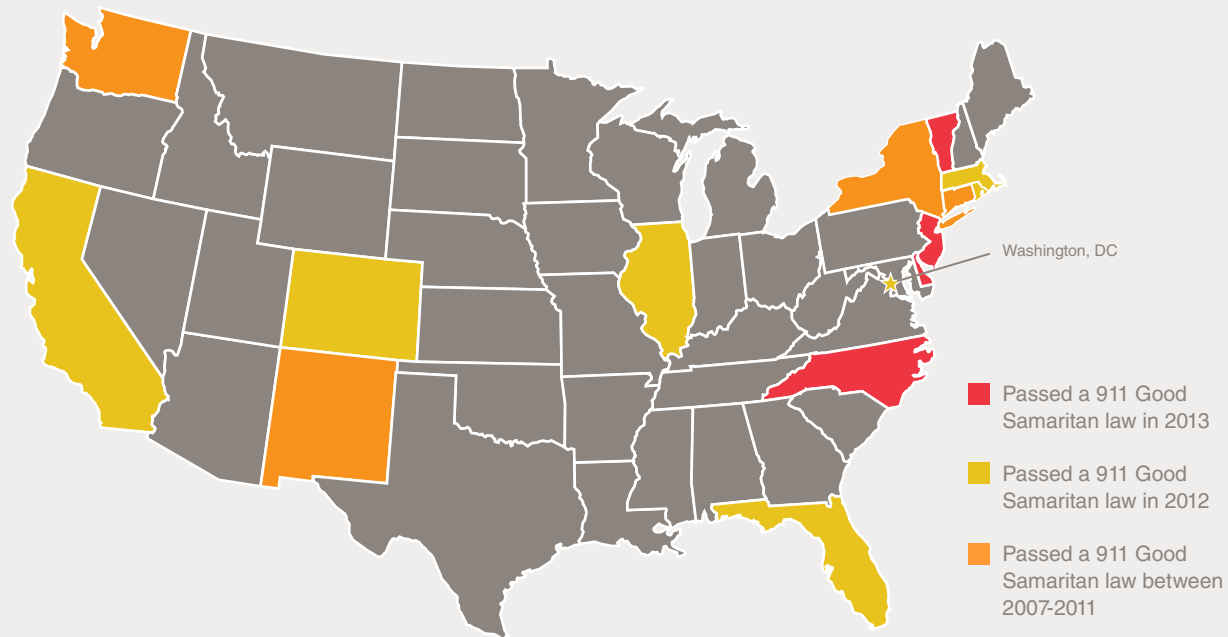 Washington, DC
Passed a 911 Good
Samaritan law in 2013
Passed a 911 Good
Samaritan law in 2012
Passed a 911 Good
Samaritan law between
2007-2011